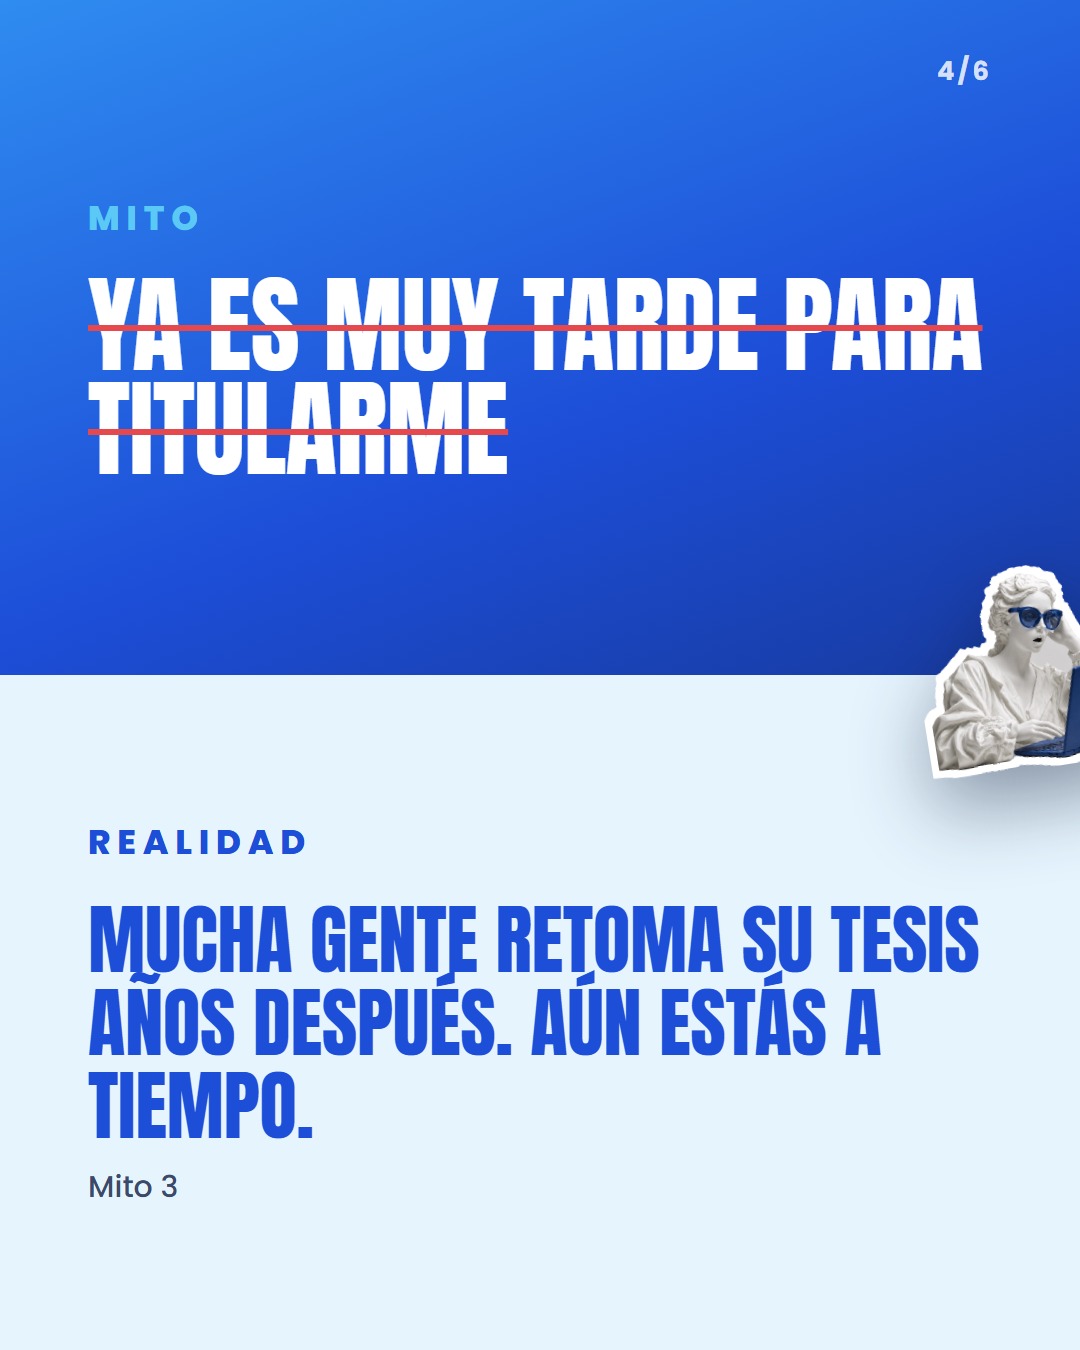 4/6
MITO
YA ES MUY TARDE PARA
TITULARME
REALIDAD
MUCHA GENTE RETOMA SU TESIS
AÑOS DESPUÉS. AÚN ESTÁS A
TIEMPO.
Mito 3